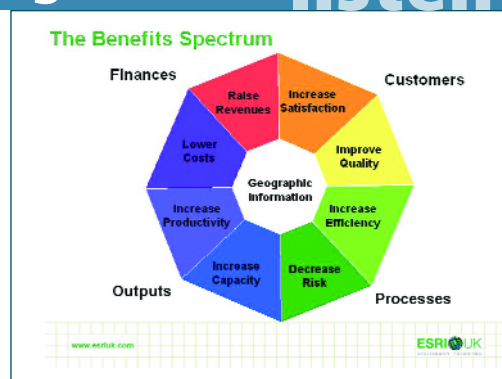 The Benefits Spectrum
Finances
Customers
Raise
Revenues
Increase
Satisfaction
Lower
Costs
Improve
Quality
Geographic
Information
Increase
Productivity
Increase
Efficiency
Increase
Capacity
Decrease
Risk
Outputs
Processes
www.esriuk.com
ESRI UK